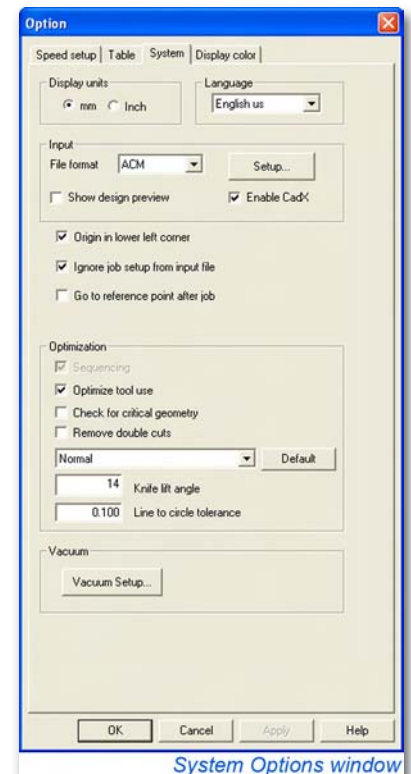 Option
Speed setup Table System Display color
Display units
mm Inch
Language
English us
Input
File format ACM Setup...
Show design preview Enable CadX
Origin in lower left corner
Ignore job setup from input file
Go to reference point after job
Optimization
Sequencing
Optimize tool use
Check for critical geometry
Remove double cuts
Normal Default
14 Knife lift angle
0.100 Line to circle tolerance
Vacuum
Vacuum Setup...
OK Cancel Apply Help
System Options window